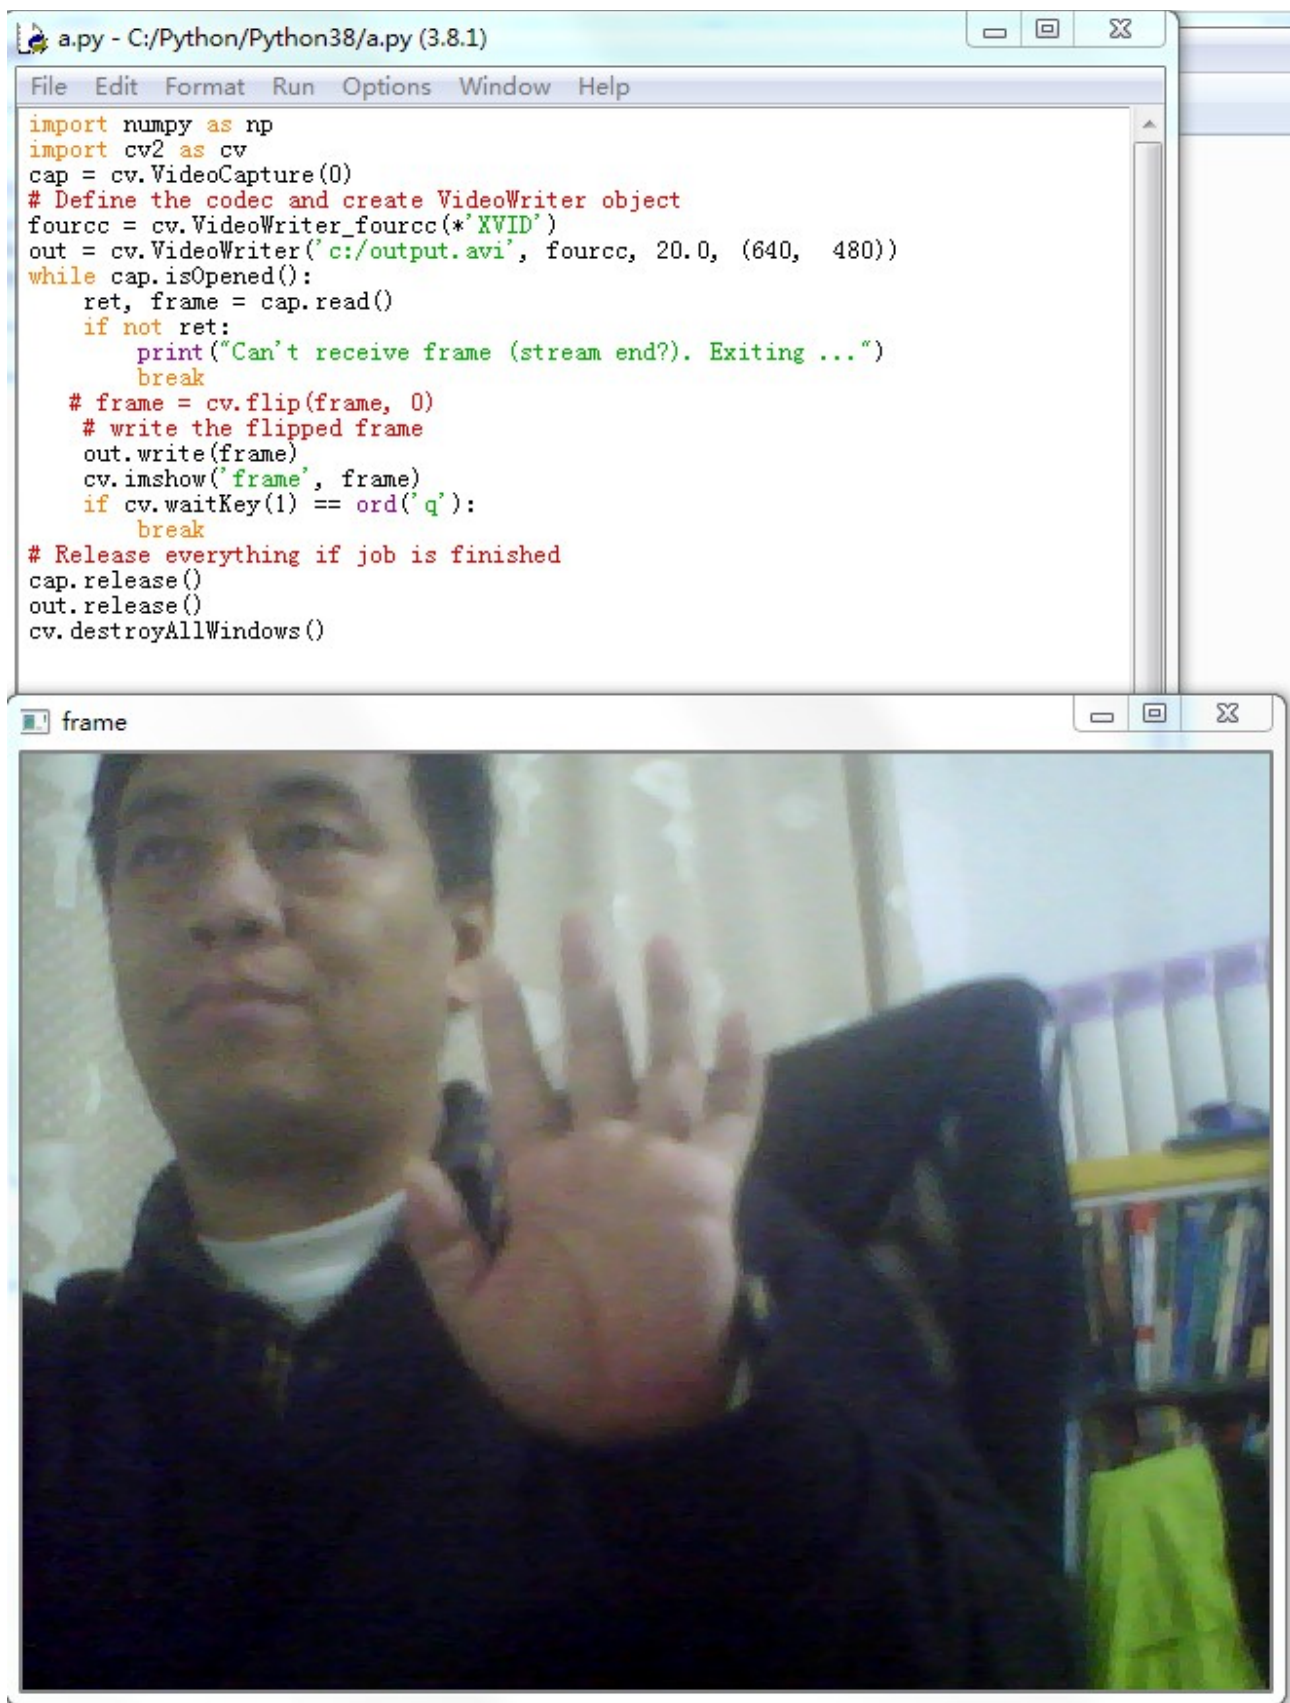 a.py - C:/Python/Python38/a.py (3.8.1)
File Edit Format Run Options Window Help
import numpy as np
import cv2 as cv
cap = cv.VideoCapture(0)
# Define the codec and create VideoWriter object
fourcc = cv.VideoWriter_fourcc(*'XVID')
out = cv.VideoWriter('c:/output.avi', fourcc, 20.0, (640,  480))
while cap.isOpened():
    ret, frame = cap.read()
    if not ret:
        print("Can't receive frame (stream end?). Exiting ...")
        break
   # frame = cv.flip(frame, 0)
    # write the flipped frame
    out.write(frame)
    cv.imshow('frame', frame)
    if cv.waitKey(1) == ord('q'):
        break
# Release everything if job is finished
cap.release()
out.release()
cv.destroyAllWindows()
frame